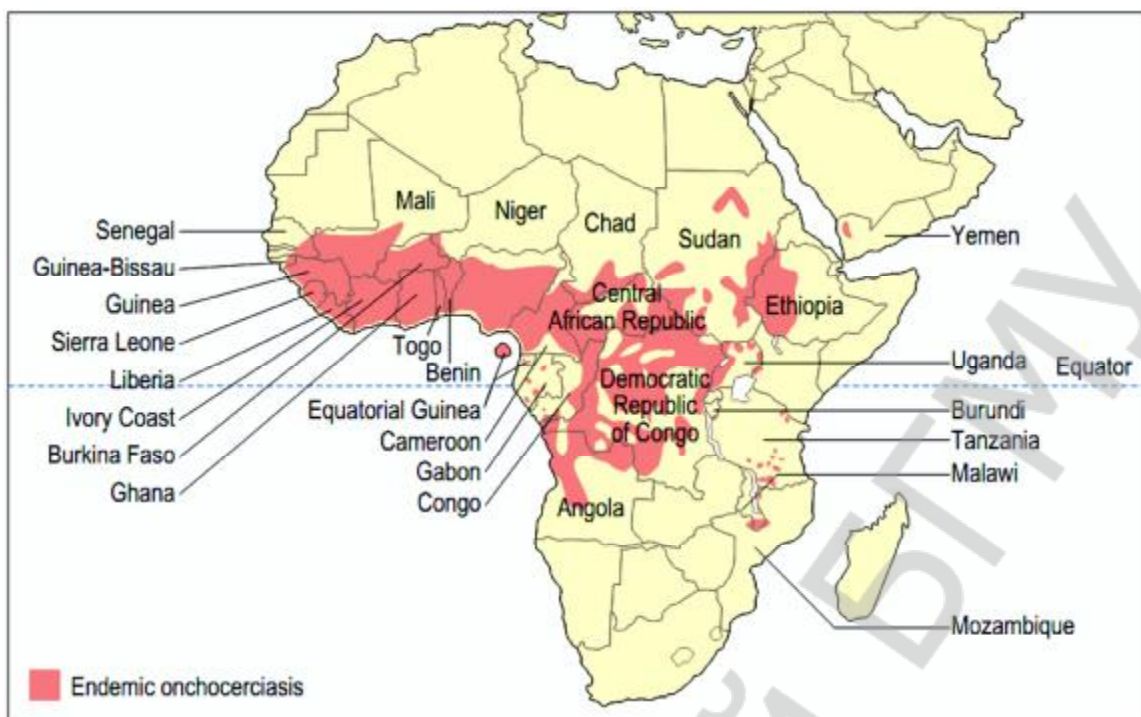 Mali
Niger
Chad
Sudan
Senegal
Yemen
Guinea-Bissau
Guinea
Central
African Republic
Ethiopia
Sierra Leone
Togo
Liberia
Benin
Uganda
Equator
Democratic
Republic
of Congo
Ivory Coast
Equatorial Guinea
Burundi
Burkina Faso
Cameroon
Tanzania
Ghana
Gabon
Malawi
Congo
Angola
Mozambique
Endemic onchocerciasis
БГМУ